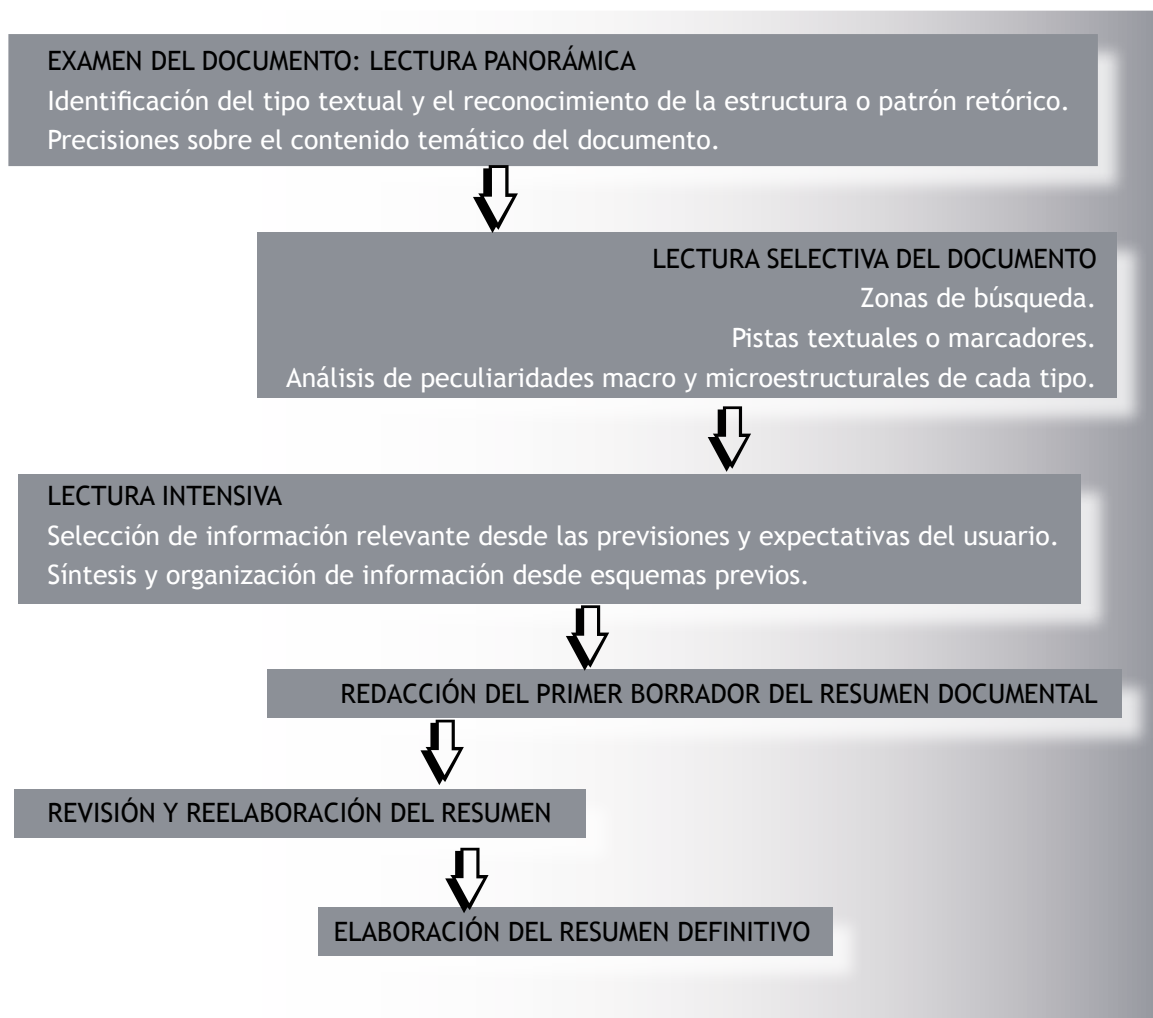 EXAMEN DEL DOCUMENTO: LECTURA PANORÁMICA
Identificación del tipo textual y el reconocimiento de la estructura o patrón retórico.
Precisiones sobre el contenido temático del documento.
LECTURA SELECTIVA DEL DOCUMENTO
Zonas de búsqueda.
Pistas textuales o marcadores.
Análisis de peculiaridades macro y microestructurales de cada tipo.
LECTURA INTENSIVA
Selección de información relevante desde las previsiones y expectativas del usuario.
Síntesis y organización de información desde esquemas previos.
REDACCIÓN DEL PRIMER BORRADOR DEL RESUMEN DOCUMENTAL
REVISIÓN Y REELABORACIÓN DEL RESUMEN
ELABORACIÓN DEL RESUMEN DEFINITIVO